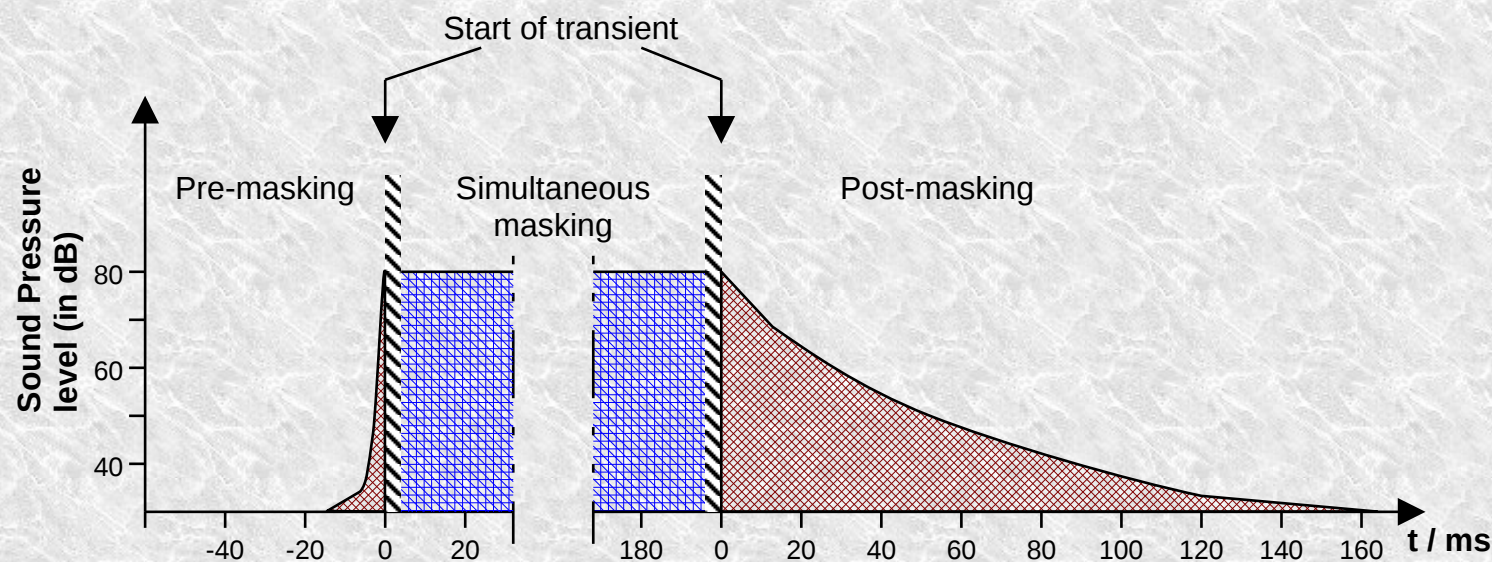 Start of transient
Pre-masking
Simultaneous
masking
Post-masking
Sound Pressure
level (in dB)
80
60
40
-40 -20 0 20 180 0 20 40 60 80 100 120 140 160
t / ms